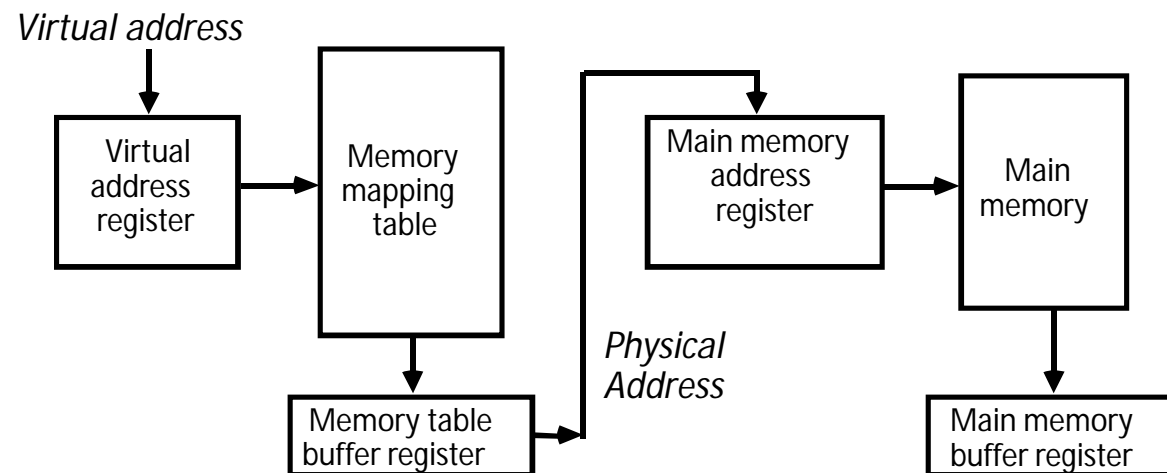 Virtual address
Virtual
address
register
Memory
mapping
table
Memory table
buffer register
Physical
Address
Main memory
address
register
Main
memory
Main memory
buffer register